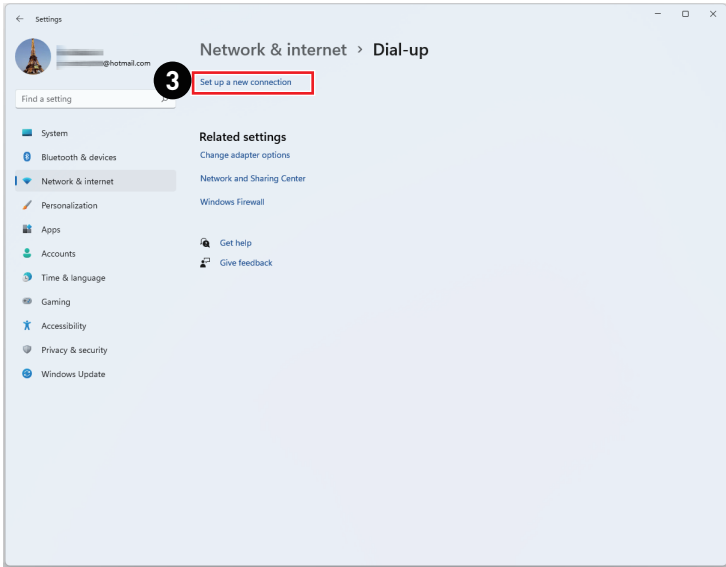 Settings
@hotmail.com
Find a setting
System
Bluetooth & devices
Network & internet
Personalization
Apps
Accounts
Time & language
Gaming
Accessibility
Privacy & security
Windows Update
Network & internet › Dial-up
3
Set up a new connection
Related settings
Change adapter options
Network and Sharing Center
Windows Firewall
Get help
Give feedback